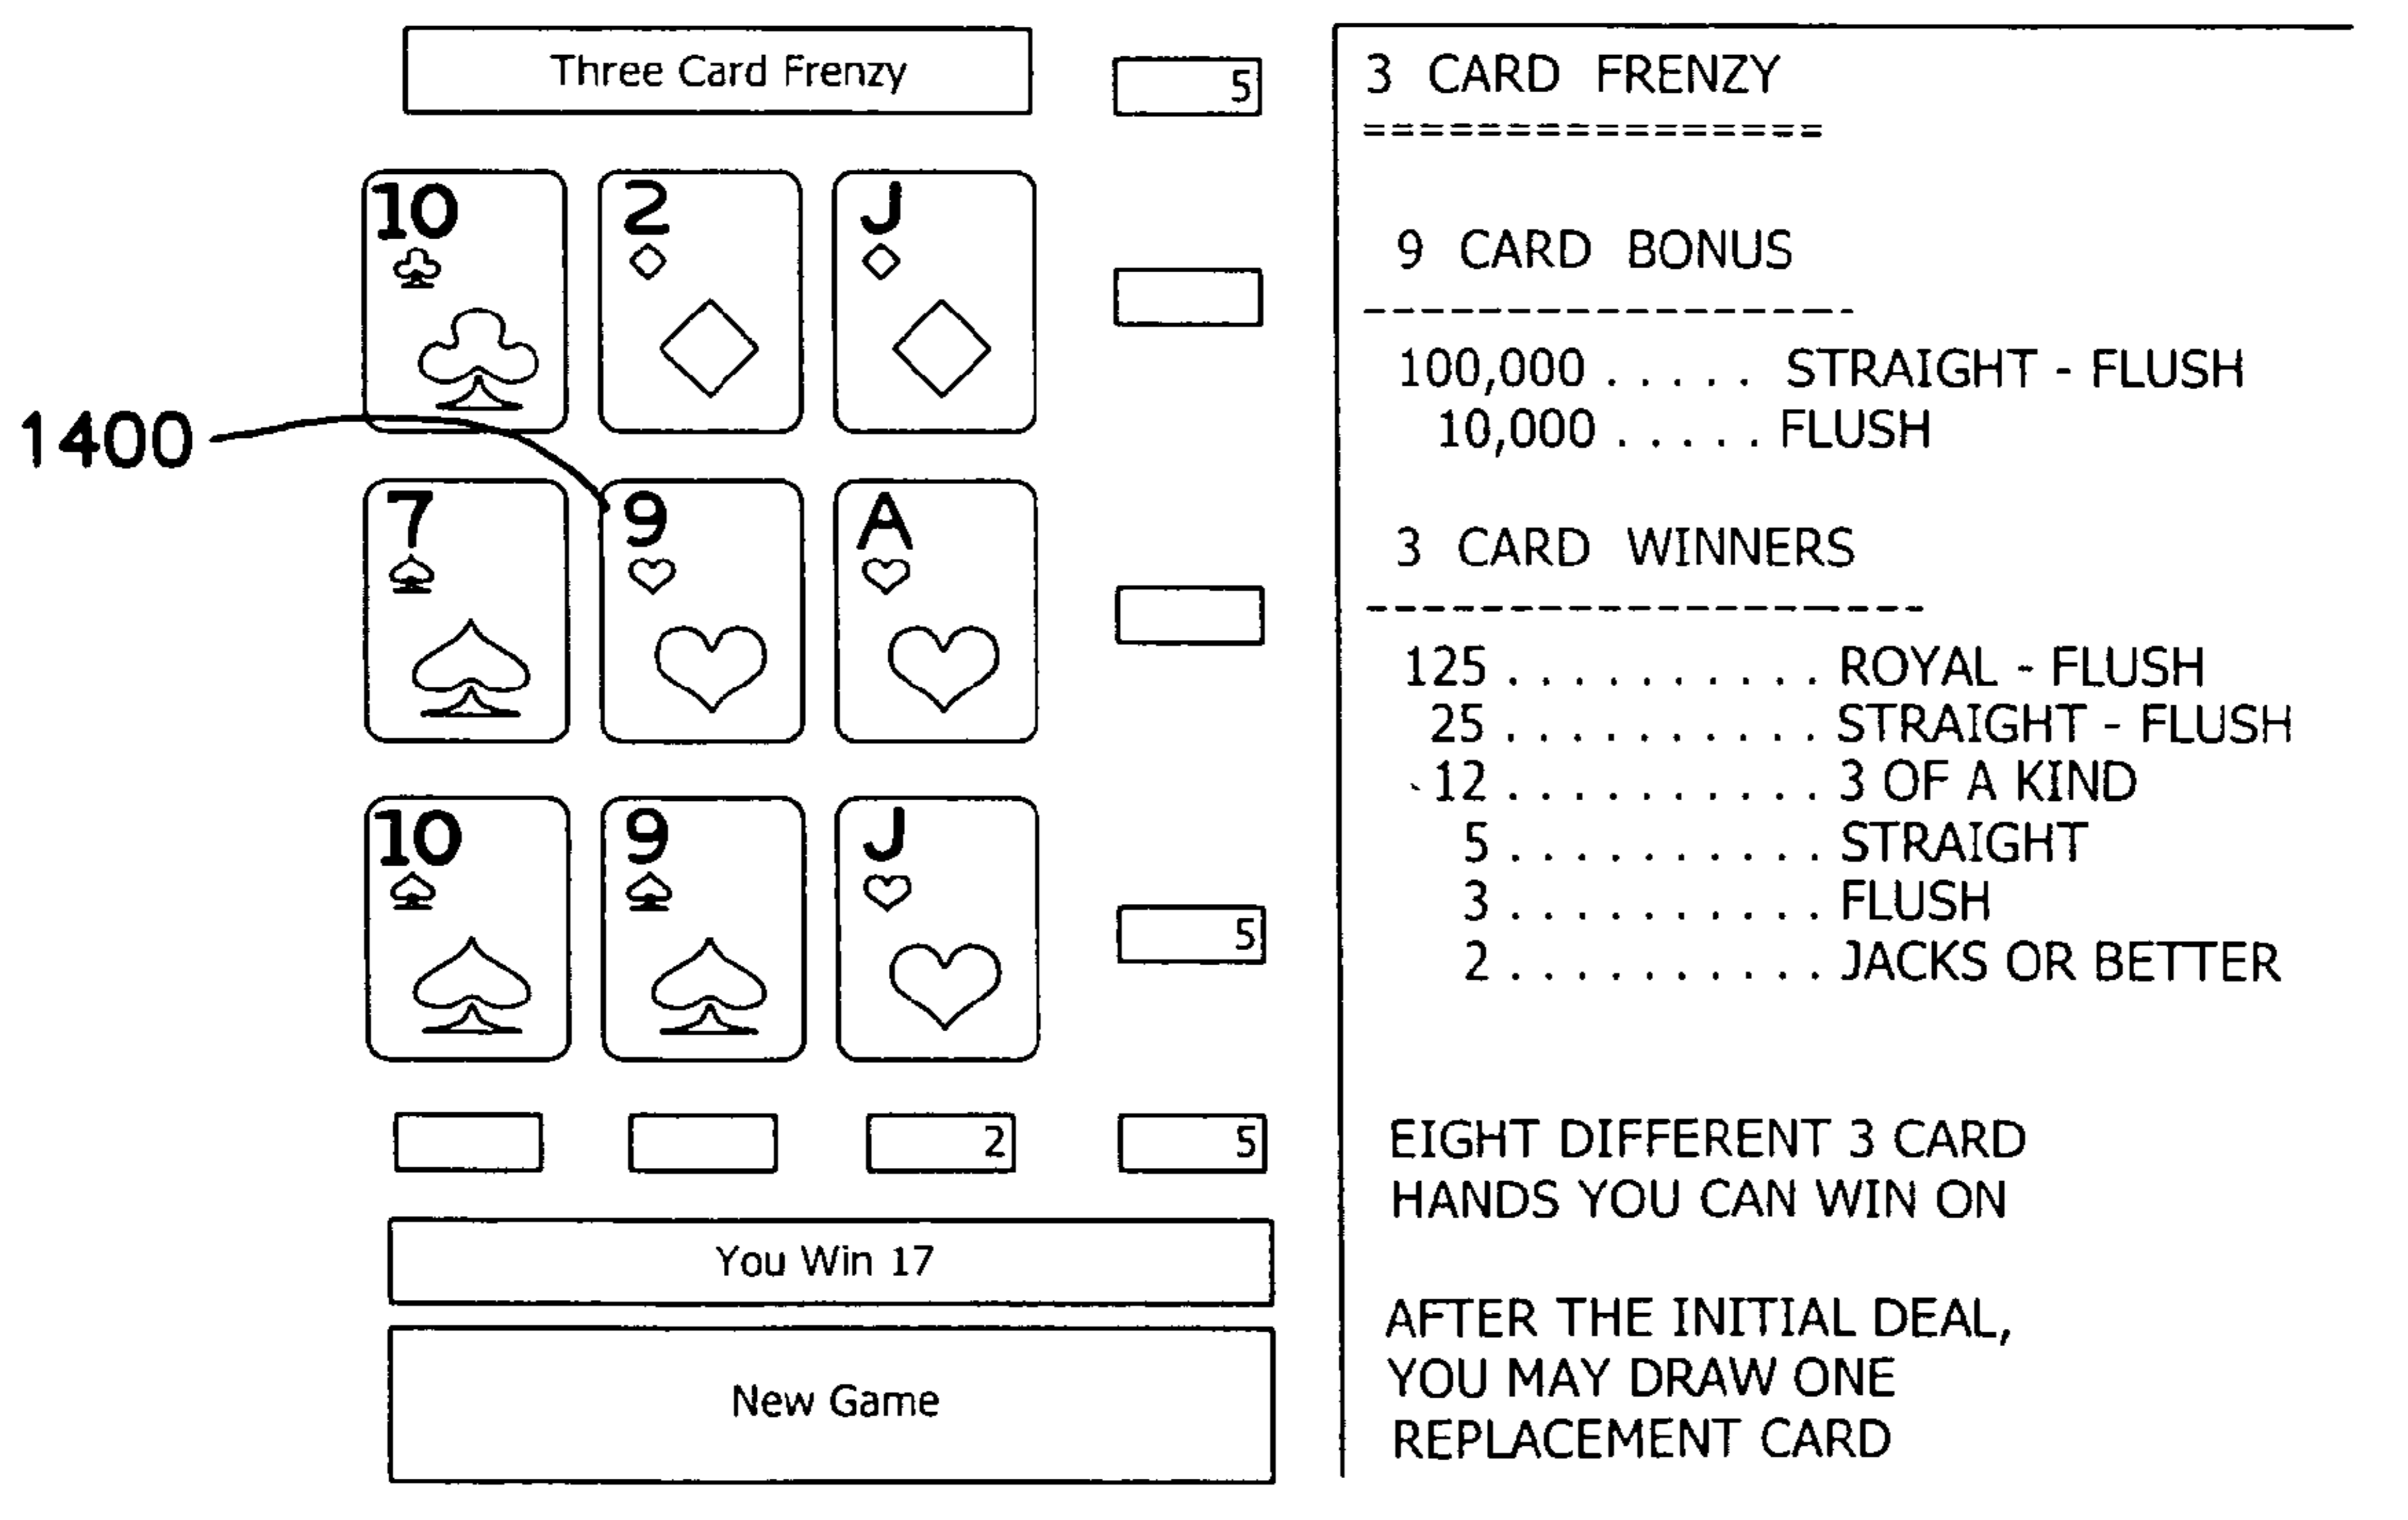 Three Card Frenzy
5
10 2 J
1400
7 9 A
10 9 J
5
2 5
You Win 17
New Game
3 CARD FRENZY
================
9 CARD BONUS
-----------------
100,000 ..... STRAIGHT - FLUSH
10,000 ..... FLUSH
3 CARD WINNERS
--------------------
125 .......... ROYAL - FLUSH
25 .......... STRAIGHT - FLUSH
12 .......... 3 OF A KIND
5 .......... STRAIGHT
3 .......... FLUSH
2 .......... JACKS OR BETTER
EIGHT DIFFERENT 3 CARD
HANDS YOU CAN WIN ON
AFTER THE INITIAL DEAL,
YOU MAY DRAW ONE
REPLACEMENT CARD